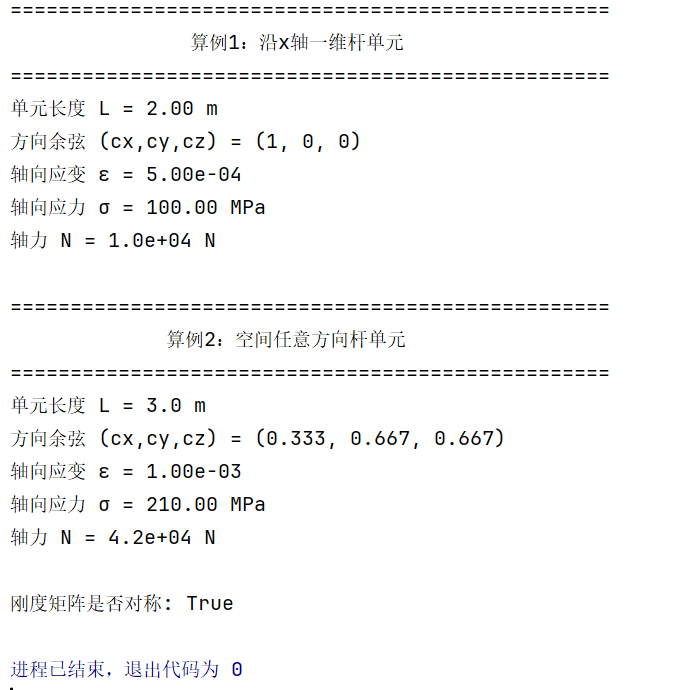 ==================================================
算例1：沿x轴一维杆单元
==================================================
单元长度 L = 2.00 m
方向余弦 (cx,cy,cz) = (1, 0, 0)
轴向应变 ε = 5.00e-04
轴向应力 σ = 100.00 MPa
轴力 N = 1.0e+04 N
==================================================
算例2：空间任意方向杆单元
==================================================
单元长度 L = 3.0 m
方向余弦 (cx,cy,cz) = (0.333, 0.667, 0.667)
轴向应变 ε = 1.00e-03
轴向应力 σ = 210.00 MPa
轴力 N = 4.2e+04 N
刚度矩阵是否对称: True
进程已结束，退出代码为 0